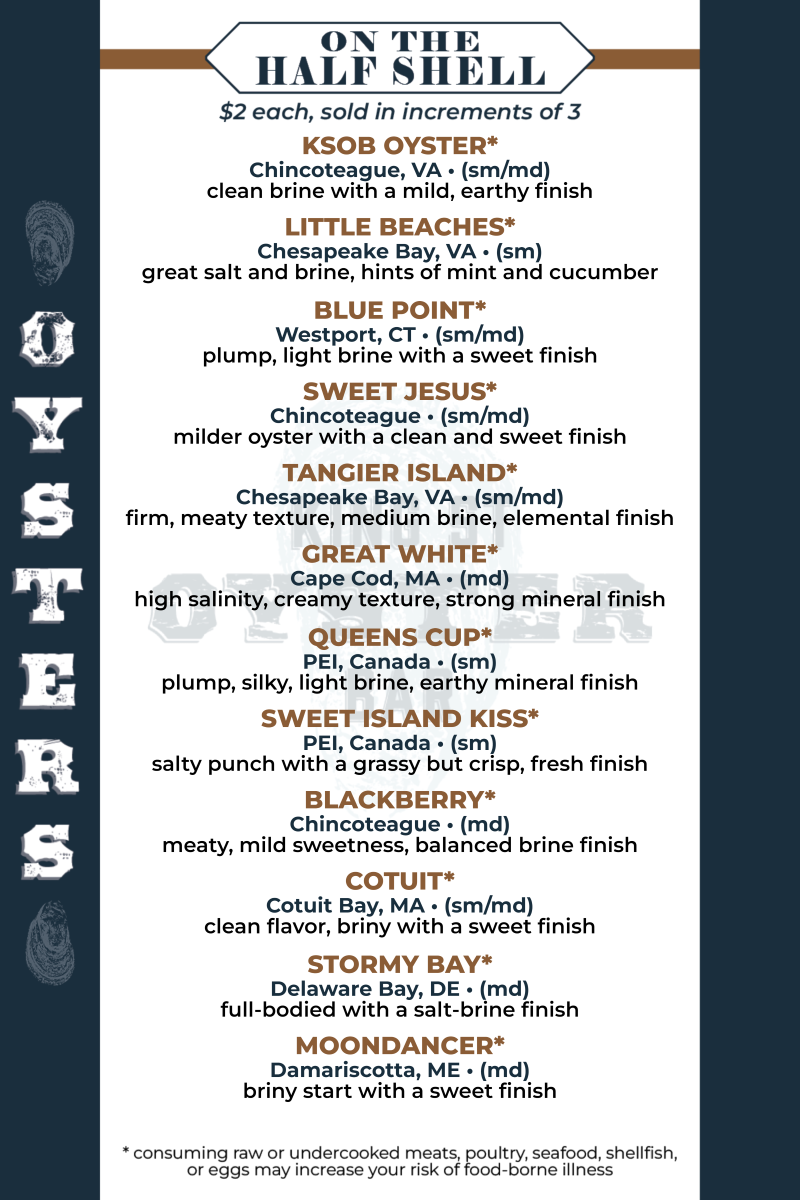 ON THE
HALF SHELL
$2 each, sold in increments of 3
KSOB OYSTER*
Chincoteague, VA • (sm/md)
clean brine with a mild, earthy finish
LITTLE BEACHES*
Chesapeake Bay, VA • (sm)
great salt and brine, hints of mint and cucumber
BLUE POINT*
Westport, CT • (sm/md)
plump, light brine with a sweet finish
SWEET JESUS*
Chincoteague • (sm/md)
milder oyster with a clean and sweet finish
TANGIER ISLAND*
Chesapeake Bay, VA • (sm/md)
firm, meaty texture, medium brine, elemental finish
GREAT WHITE*
Cape Cod, MA • (md)
high salinity, creamy texture, strong mineral finish
QUEENS CUP*
PEI, Canada • (sm)
plump, silky, light brine, earthy mineral finish
SWEET ISLAND KISS*
PEI, Canada • (sm)
salty punch with a grassy but crisp, fresh finish
BLACKBERRY*
Chincoteague • (md)
meaty, mild sweetness, balanced brine finish
COTUIT*
Cotuit Bay, MA • (sm/md)
clean flavor, briny with a sweet finish
STORMY BAY*
Delaware Bay, DE • (md)
full-bodied with a salt-brine finish
MOONDANCER*
Damariscotta, ME • (md)
briny start with a sweet finish
* consuming raw or undercooked meats, poultry, seafood, shellfish,
or eggs may increase your risk of food-borne illness
OYSTERS
KING ST
OYSTER
BAR